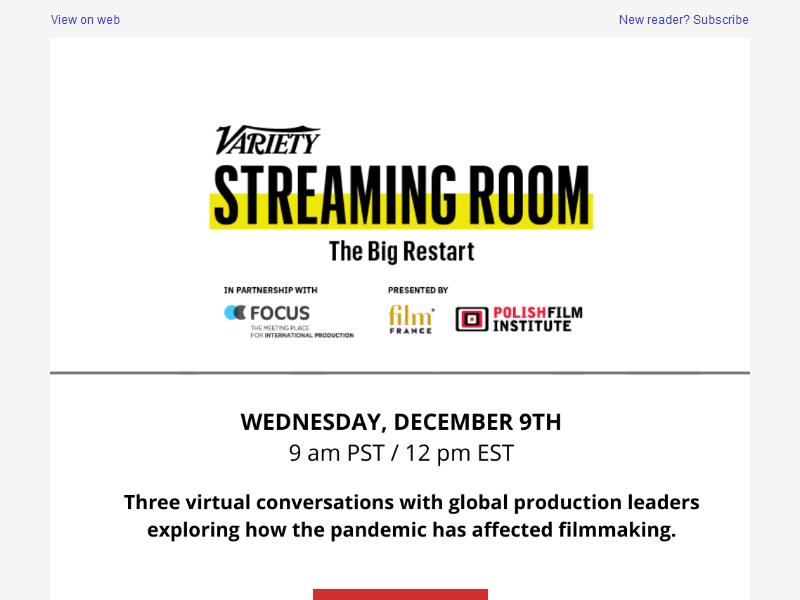 View on web
New reader? Subscribe
VARIETY
STREAMING ROOM
The Big Restart
IN PARTNERSHIP WITH
PRESENTED BY
FOCUS
THE MEETING PLACE
FOR INTERNATIONAL PRODUCTION
film
FRANCE
POLISHFILM
INSTITUTE
WEDNESDAY, DECEMBER 9TH
9 am PST / 12 pm EST
Three virtual conversations with global production leaders
exploring how the pandemic has affected filmmaking.